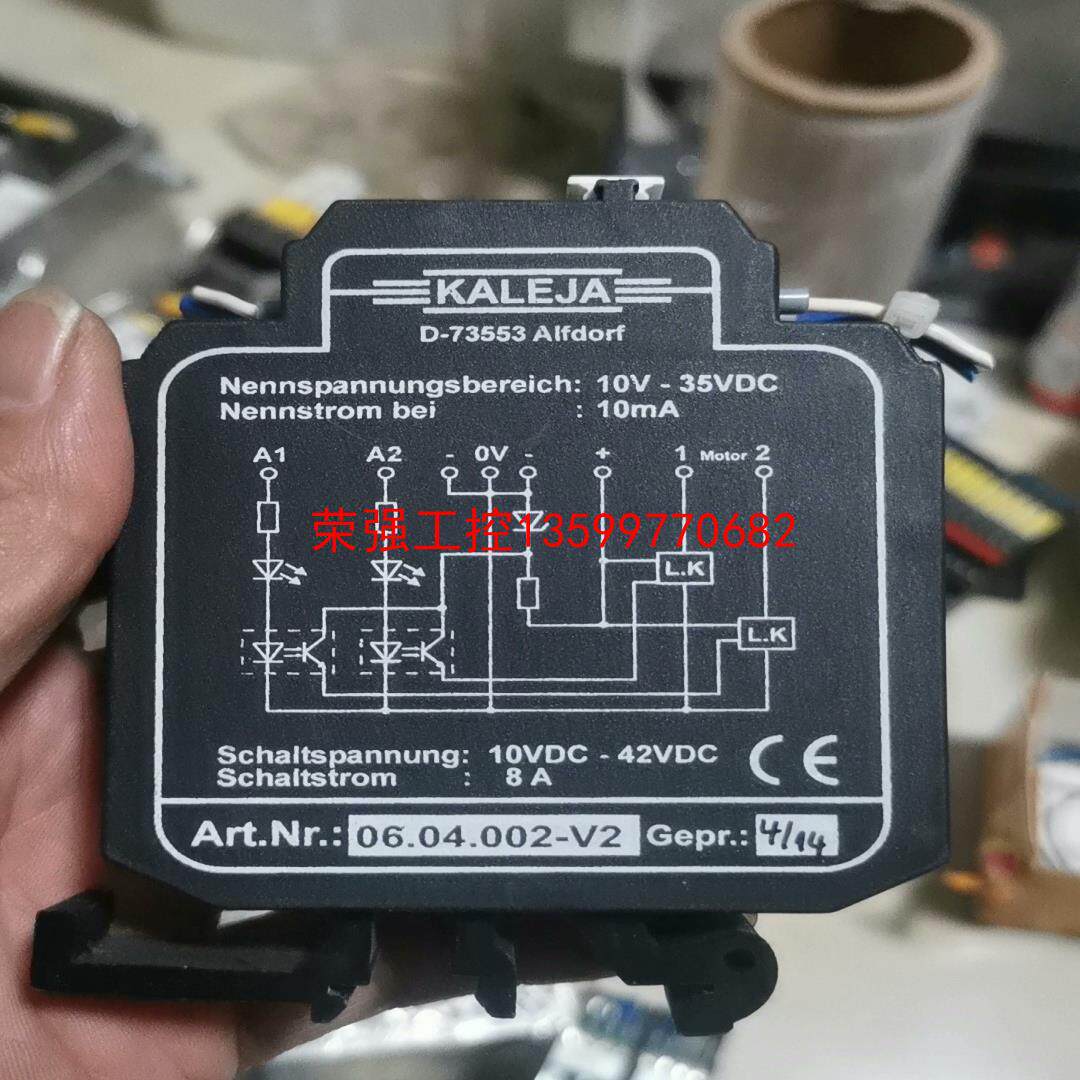 KALEJA
D-73553 Alfdorf
Nennspannungsbereich: 10V - 35VDC
Nennstrom bei : 10mA
A1 A2 - 0V - + 1 Motor 2
荣强工控13599770682
L.K
L.K
Schaltspannung: 10VDC - 42VDC
Schaltstrom : 8 A
CE
Art.Nr.: 06.04.002-V2 Gepr.: 4/14